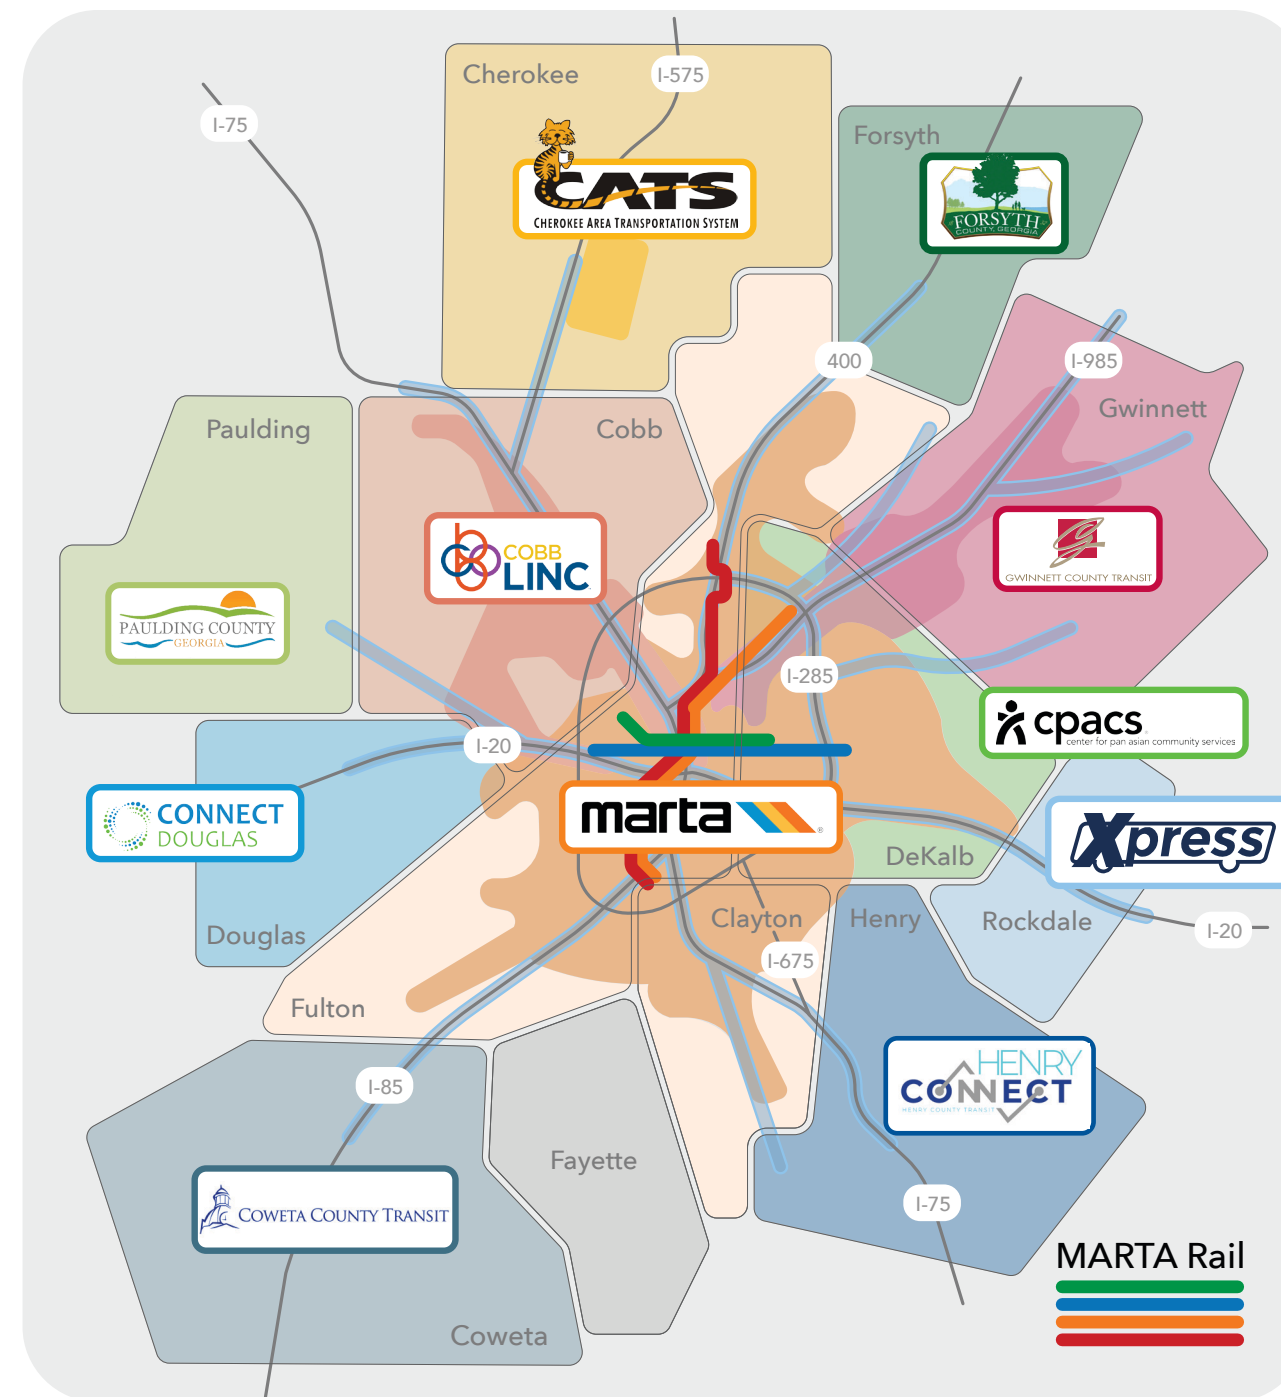 Cherokee
I-575
I-75
CATS
CHEROKEE AREA TRANSPORTATION SYSTEM
Forsyth
FORSYTH
COUNTY, GEORGIA
400
I-985
Gwinnett
Paulding
Cobb
COBB
LINC
GWINNETT COUNTY TRANSIT
PAULDING COUNTY
GEORGIA
I-285
cpacs
center for pan asian community services
I-20
CONNECT
DOUGLAS
marta
®
Xpress
DeKalb
Douglas
Clayton
Henry
Rockdale
I-20
I-675
Fulton
I-85
HENRY
CONNECT
HENRY COUNTY TRANSIT
Fayette
COWETA COUNTY TRANSIT
I-75
MARTA Rail
Coweta